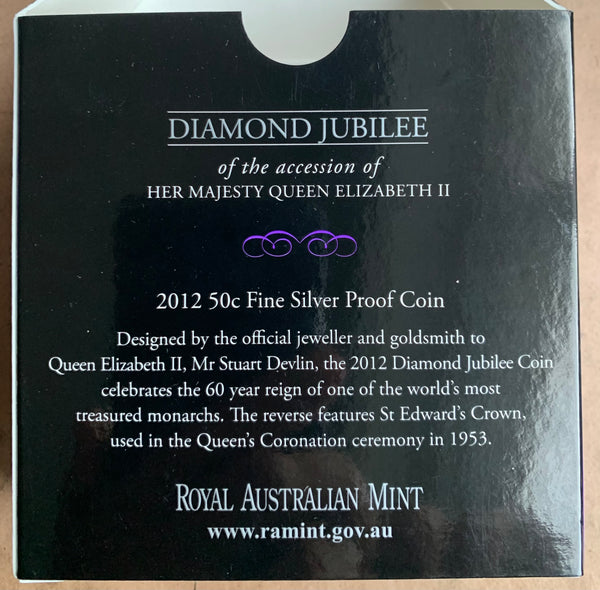 DIAMOND JUBILEE
of the accession of
HER MAJESTY QUEEN ELIZABETH II
2012 50c Fine Silver Proof Coin
Designed by the official jeweller and goldsmith to
Queen Elizabeth II, Mr Stuart Devlin, the 2012 Diamond Jubilee Coin
celebrates the 60 year reign of one of the world's most
treasured monarchs. The reverse features St Edward's Crown,
used in the Queen's Coronation ceremony in 1953.
ROYAL AUSTRALIAN MINT
www.ramint.gov.au